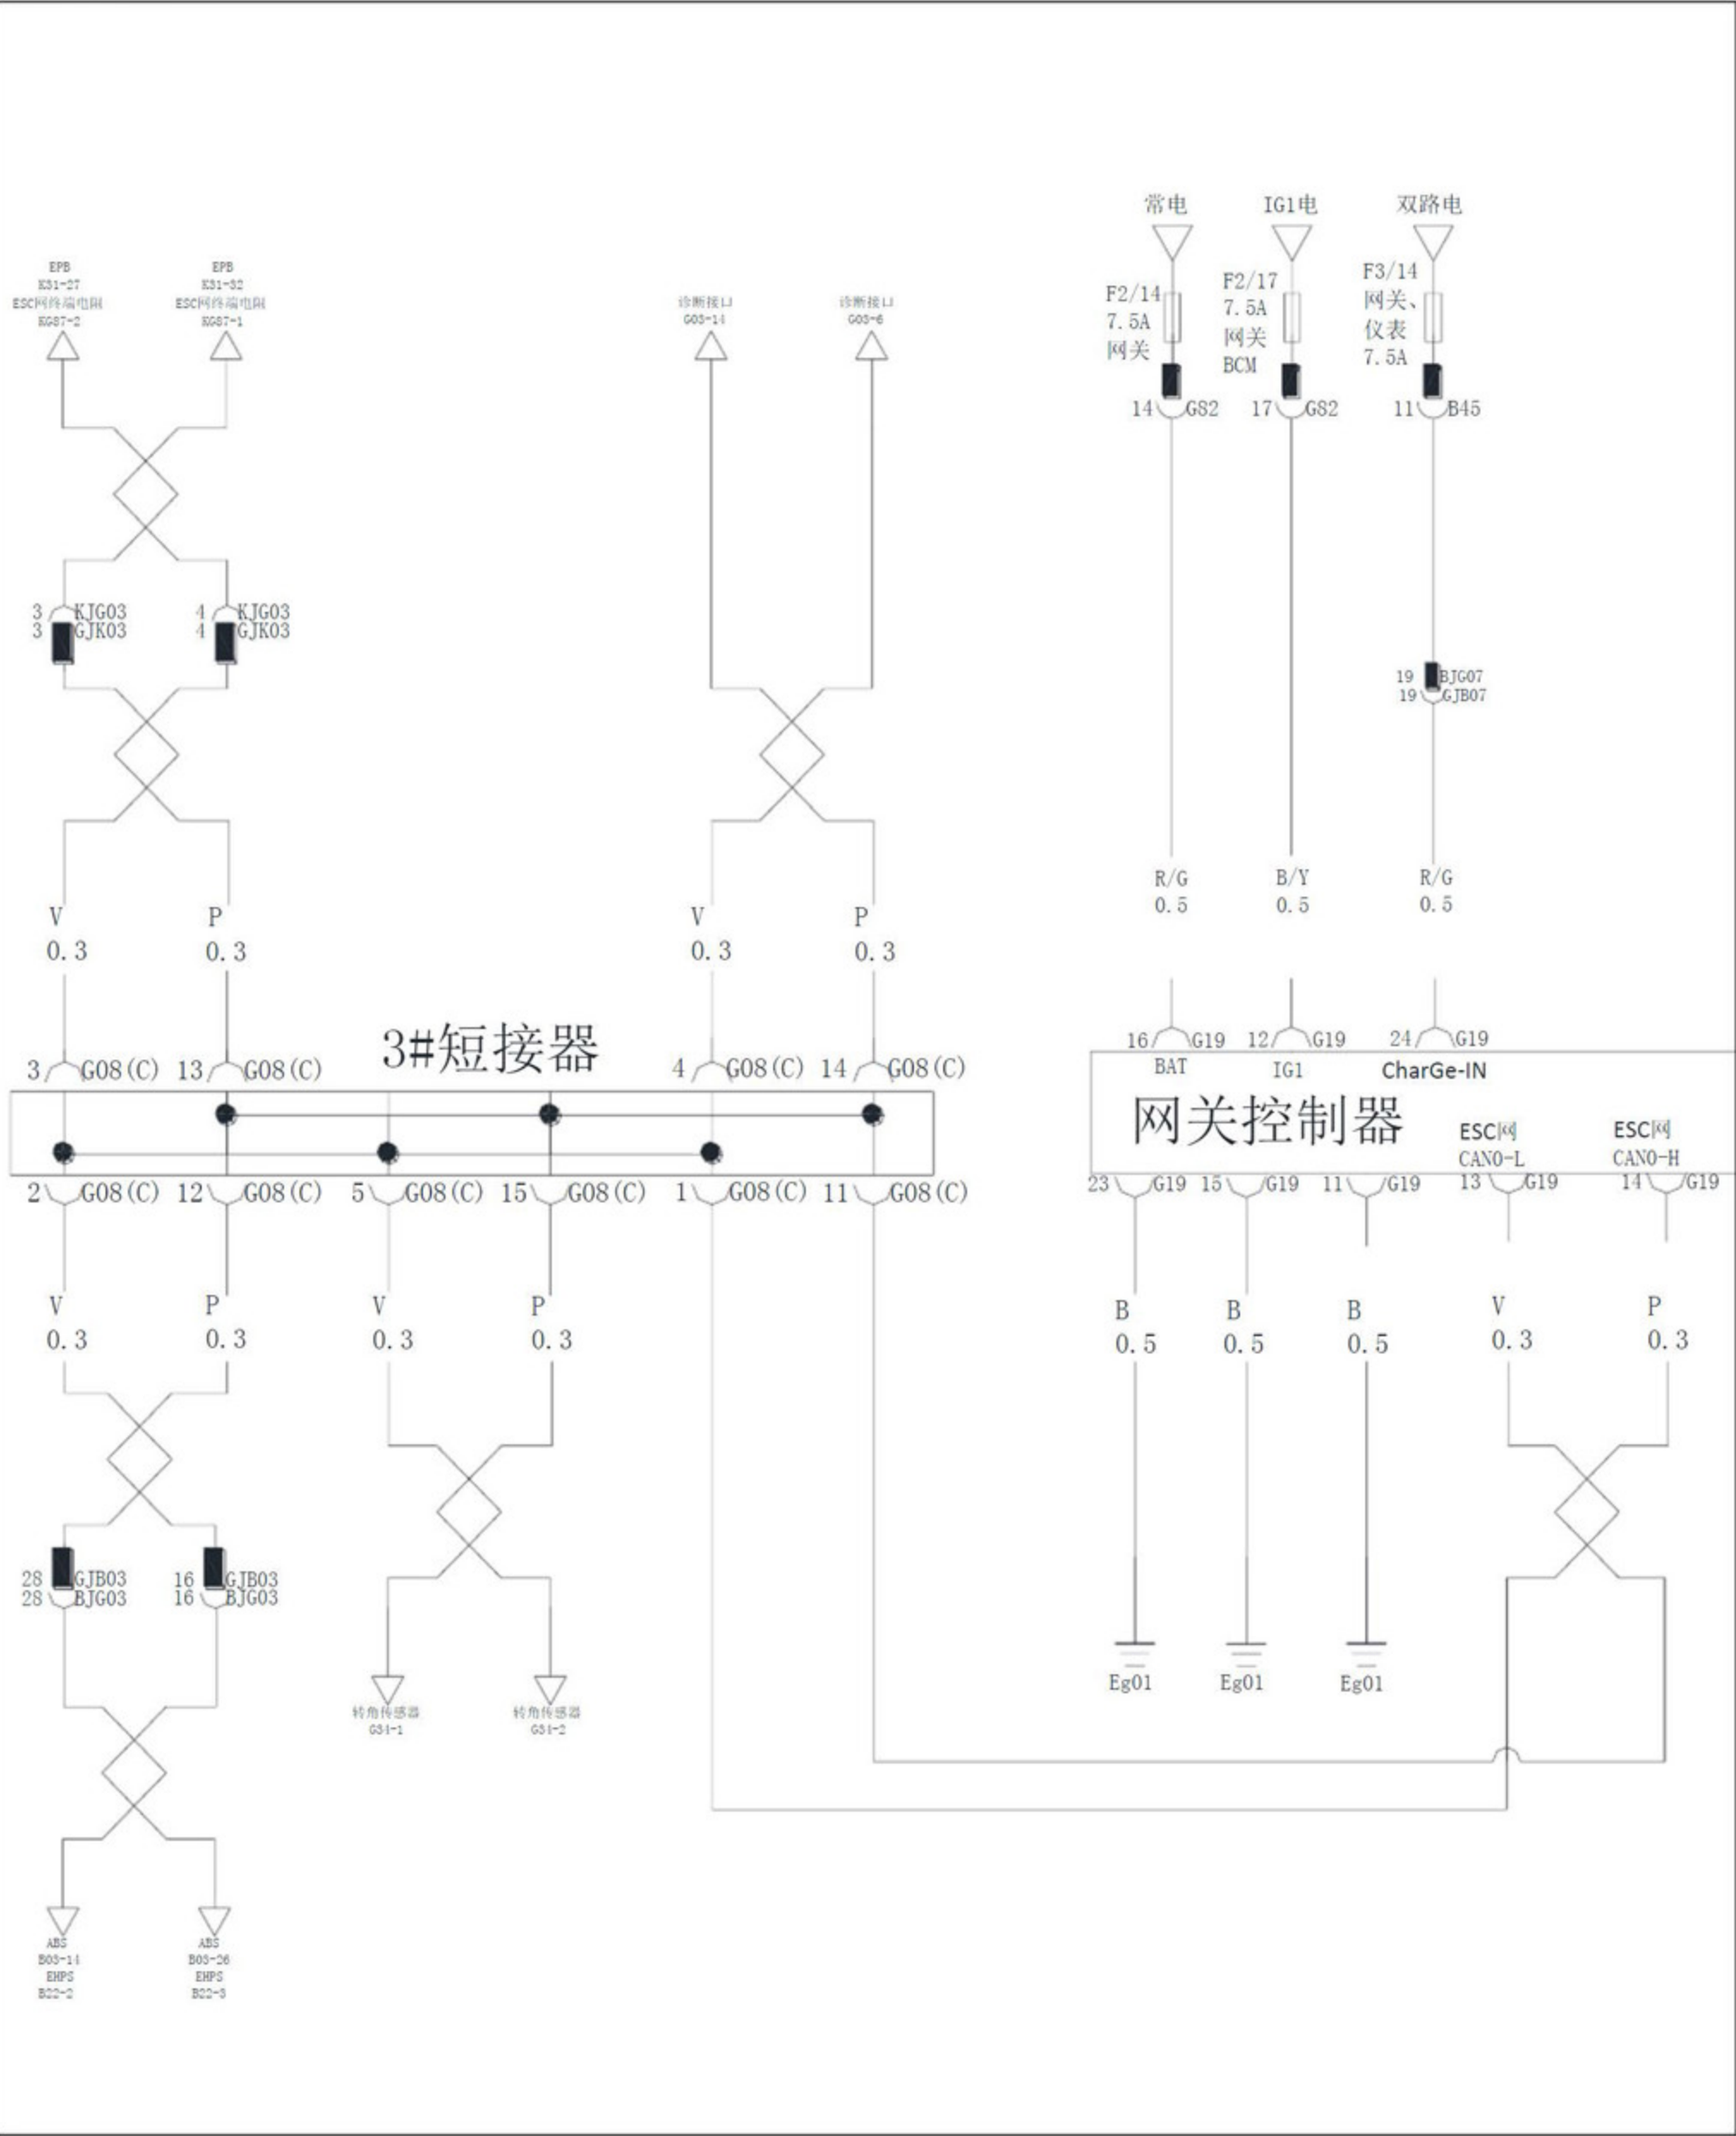 常电
IG1电
双路电
EPB
K31-27
ESC网终端电阻
KG87-2
EPB
K31-32
ESC网终端电阻
KG87-1
诊断接口
G03-14
诊断接口
G03-6
F2/14
7.5A
网关
F2/17
7.5A
网关
BCM
F3/14
网关、
仪表
7.5A
14 G82
17 G82
11 B45
3 KJG03
3 GJK03
4 KJG03
4 GJK03
19 BJG07
19 GJB07
R/G
0.5
B/Y
0.5
R/G
0.5
V
0.3
P
0.3
V
0.3
P
0.3
3#短接器
3 G08(C)
13 G08(C)
4 G08(C)
14 G08(C)
16 G19
12 G19
24 G19
BAT
IG1
CharGe-IN
网关控制器
ESC网
CAN0-L
ESC网
CAN0-H
2 G08(C)
12 G08(C)
5 G08(C)
15 G08(C)
1 G08(C)
11 G08(C)
23 G19
15 G19
11 G19
13 G19
14 G19
V
0.3
P
0.3
V
0.3
P
0.3
B
0.5
B
0.5
B
0.5
V
0.3
P
0.3
28 GJB03
28 BJG03
16 GJB03
16 BJG03
转角传感器
G34-1
转角传感器
G34-2
Eg01
Eg01
Eg01
ABS
B03-14
EHPS
B22-2
ABS
B03-26
EHPS
B22-3